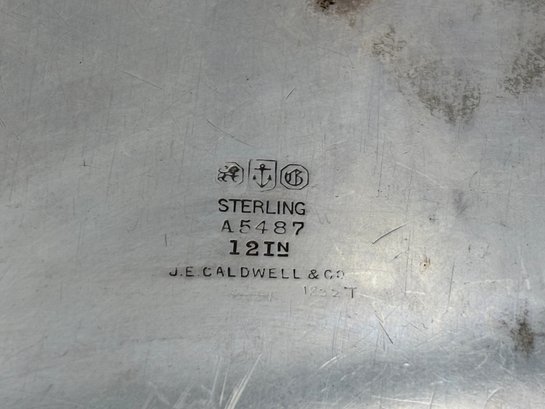 STERLING
A5487
12IN
J.E. CALDWELL & CO